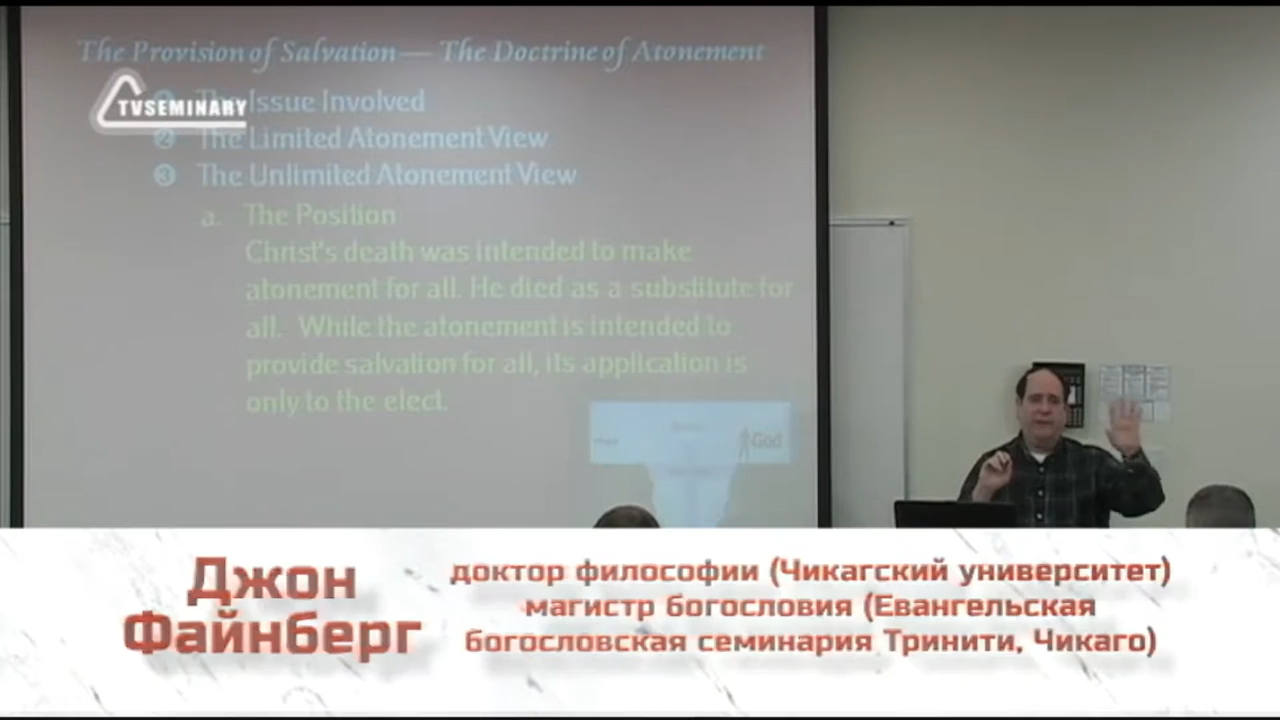 The Provision of Salvation— The Doctrine of Atonement
TVSEMINARY
The Issue Involved
❷ The Limited Atonement View
❸ The Unlimited Atonement View
a. The Position
Christ's death was intended to make
atonement for all. He died as a substitute for
all. While the atonement is intended to
provide salvation for all, its application is
only to the elect.
God
Джон
Файнберг
доктор философии (Чикагский университет)
магистр богословия (Евангельская
богословская семинария Тринити, Чикаго)